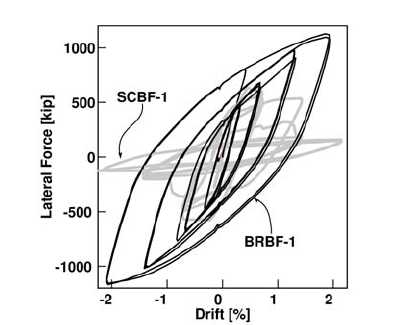 1000
SCBF-1
500
0
-500
BRBF-1
-1000
Lateral Force [kip]
-2 -1 0 1 2
Drift [%]